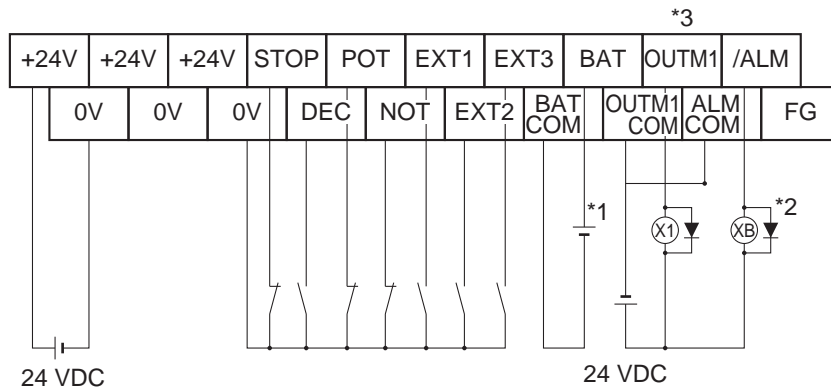 *3
+24V +24V +24V STOP POT EXT1 EXT3 BAT OUTM1 /ALM
0V 0V 0V DEC NOT EXT2 BAT COM OUTM1 COM ALM COM FG
*1
*2
X1 XB
24 VDC
24 VDC